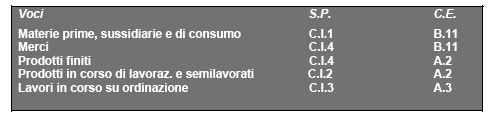 Voci S.P. C.E.
Materie prime, sussidiarie e di consumo C.I.1 B.11
Merci C.I.4 B.11
Prodotti finiti C.I.4 A.2
Prodotti in corso di lavoraz. e semilavorati C.I.2 A.2
Lavori in corso su ordinazione C.I.3 A.3